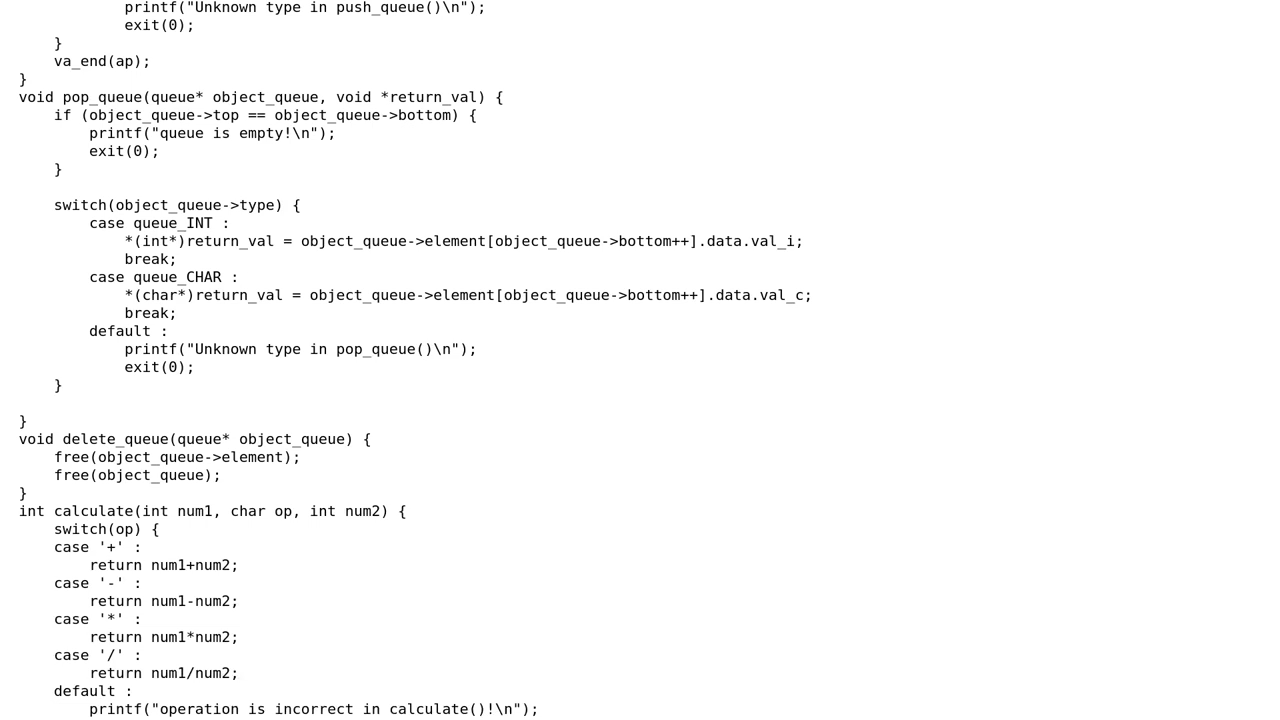 printf("Unknown type in push_queue()\n");
            exit(0);
    }
    va_end(ap);
}
void pop_queue(queue* object_queue, void *return_val) {
    if (object_queue->top == object_queue->bottom) {
        printf("queue is empty!\n");
        exit(0);
    }

    switch(object_queue->type) {
        case queue_INT :
            *(int*)return_val = object_queue->element[object_queue->bottom++].data.val_i;
            break;
        case queue_CHAR :
            *(char*)return_val = object_queue->element[object_queue->bottom++].data.val_c;
            break;
        default :
            printf("Unknown type in pop_queue()\n");
            exit(0);
    }

}
void delete_queue(queue* object_queue) {
    free(object_queue->element);
    free(object_queue);
}
int calculate(int num1, char op, int num2) {
    switch(op) {
    case '+' :
        return num1+num2;
    case '-' :
        return num1-num2;
    case '*' :
        return num1*num2;
    case '/' :
        return num1/num2;
    default :
        printf("operation is incorrect in calculate()!\n");